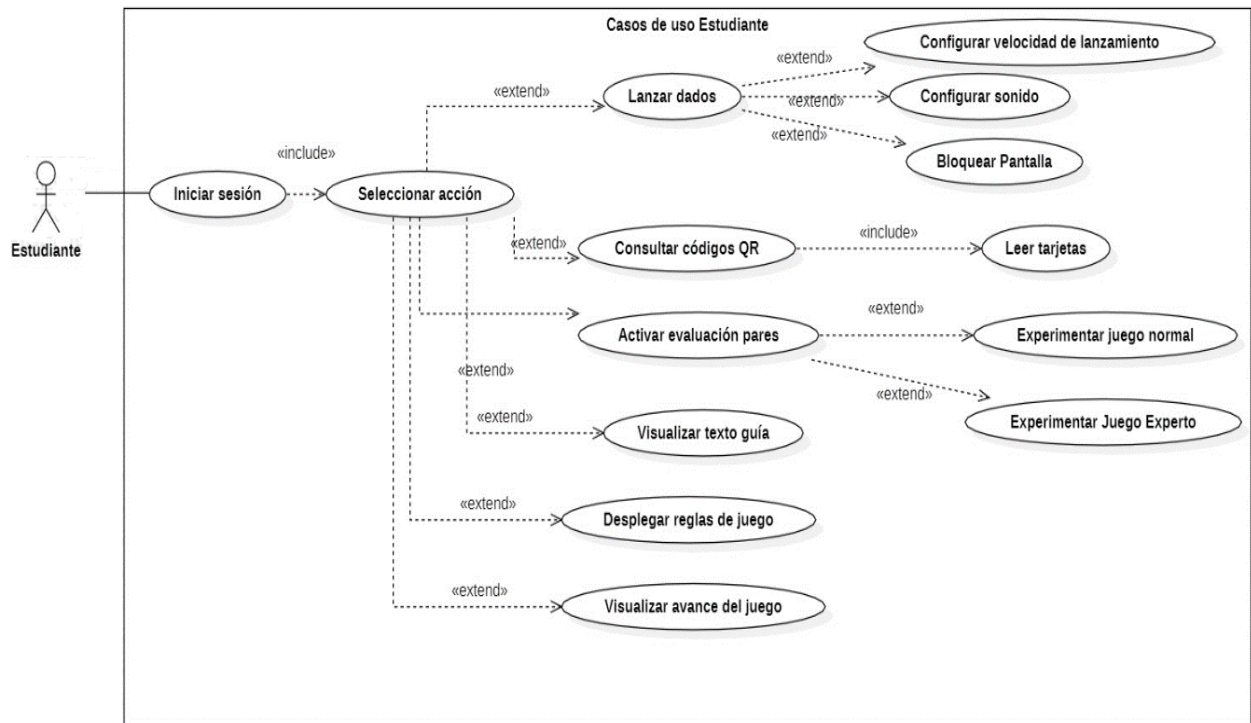 Casos de uso Estudiante
Configurar velocidad de lanzamiento
«extend»
«extend»
Lanzar dados
Configurar sonido
«extend»
«extend»
«include»
Bloquear Pantalla
Iniciar sesión
Seleccionar acción
Estudiante
«extend»
Consultar códigos QR
«include»
Leer tarjetas
«extend»
Activar evaluación pares
Experimentar juego normal
«extend»
«extend»
«extend»
Visualizar texto guía
Experimentar Juego Experto
«extend»
Desplegar reglas de juego
«extend»
Visualizar avance del juego